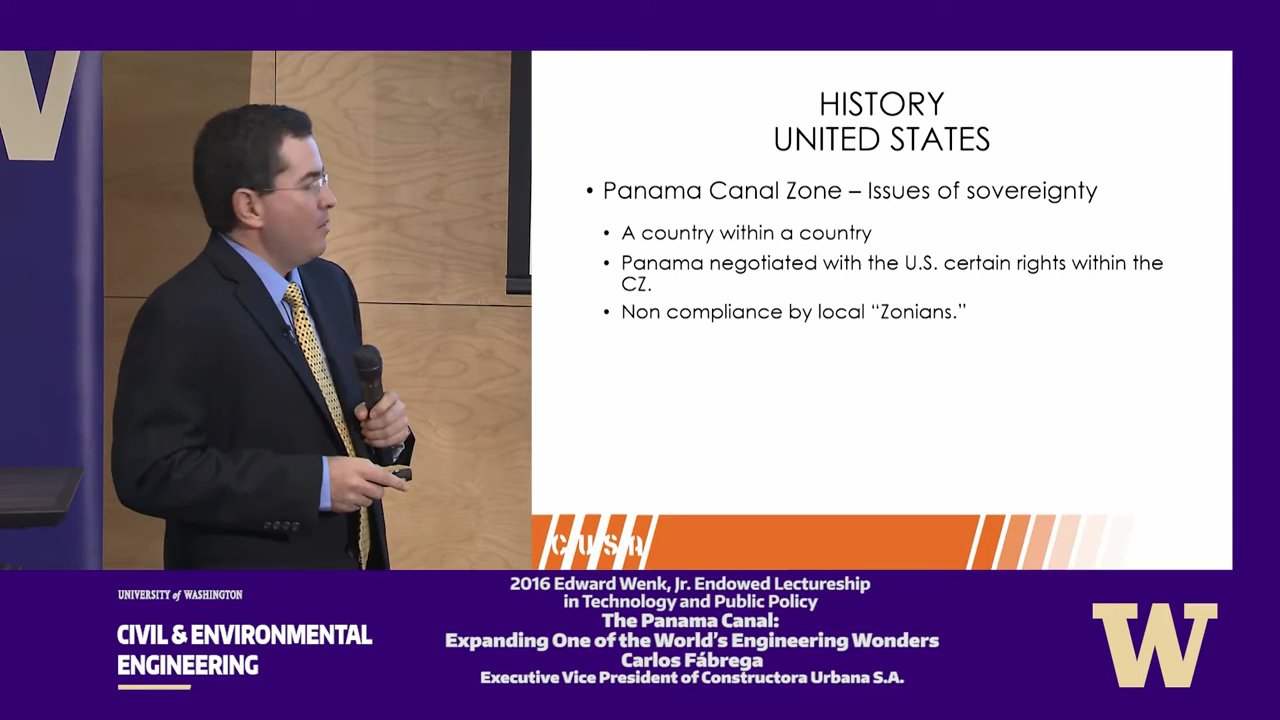 W
HISTORY
UNITED STATES
• Panama Canal Zone – Issues of sovereignty
• A country within a country
• Panama negotiated with the U.S. certain rights within the
CZ.
• Non compliance by local “Zonians.”
CUSA
UNIVERSITY of WASHINGTON
CIVIL & ENVIRONMENTAL
ENGINEERING
2016 Edward Wenk, Jr. Endowed Lectureship
in Technology and Public Policy
The Panama Canal:
Expanding One of the World's Engineering Wonders
Carlos Fábrega
Executive Vice President of Constructora Urbana S.A.
W